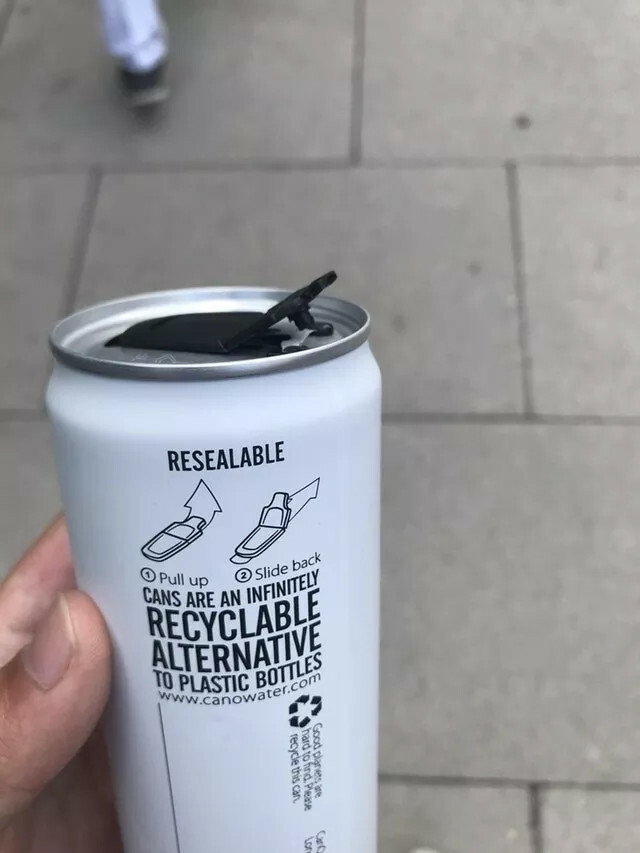 RESEALABLE
① Pull up
② Slide back
CANS ARE AN INFINITELY
RECYCLABLE
ALTERNATIVE
TO PLASTIC BOTTLES
www.canowater.com
Good planets are
hard to find. Please
recycle this can.